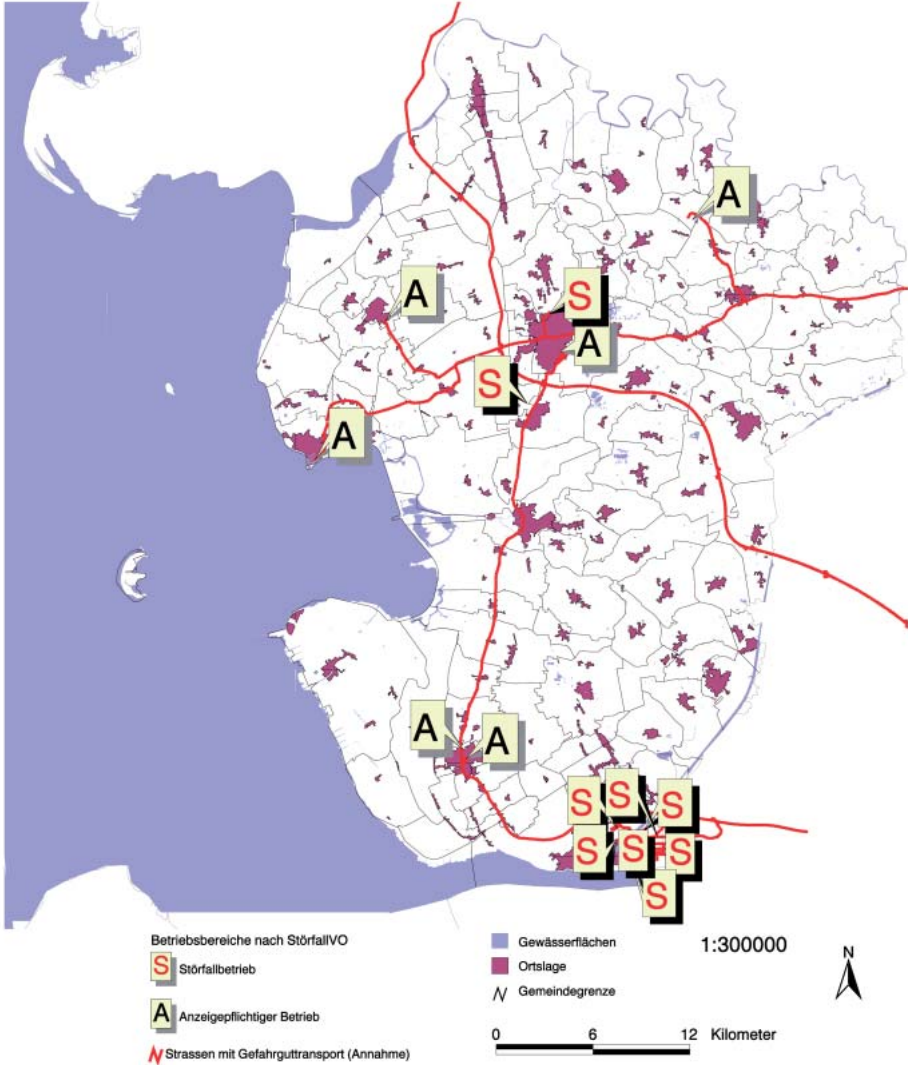 A
S
A
A
S
A
A
A
S
S
S
S
S
S
S
Betriebsbereiche nach StörfallVO
S Störfallbetrieb
A Anzeigepflichtiger Betrieb
Strassen mit Gefahrguttransport (Annahme)
Gewässerflächen
Ortslage
Gemeindegrenze
1:300000
N
0 6 12 Kilometer